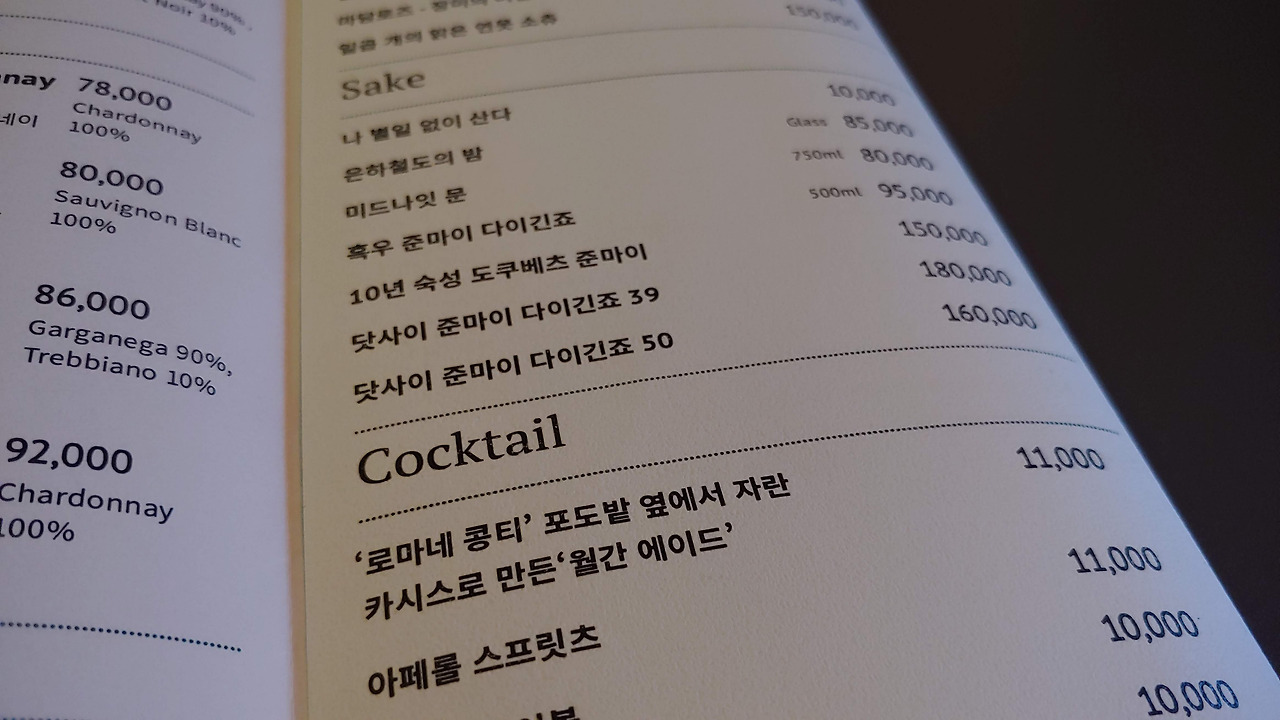 90%,
Noir 10%
nay 78,000
Chardonnay
100%
네이
80,000
Sauvignon Blanc
100%
86,000
Garganega 90%,
Trebbiano 10%
92,000
Chardonnay
100%
150,000
Sake
나 별일 없이 산다 10,000
은하철도의 밤 Glass 85,000
미드나잇 문 750ml 80,000
흑우 준마이 다이긴죠 500ml 95,000
10년 숙성 도쿠베츠 준마이 150,000
닷사이 준마이 다이긴죠 39 180,000
닷사이 준마이 다이긴죠 50 160,000
Cocktail
‘로마네 콩티’ 포도밭 옆에서 자란 11,000
카시스로 만든‘월간 에이드’
아페롤 스프릿츠 11,000
10,000
10,000